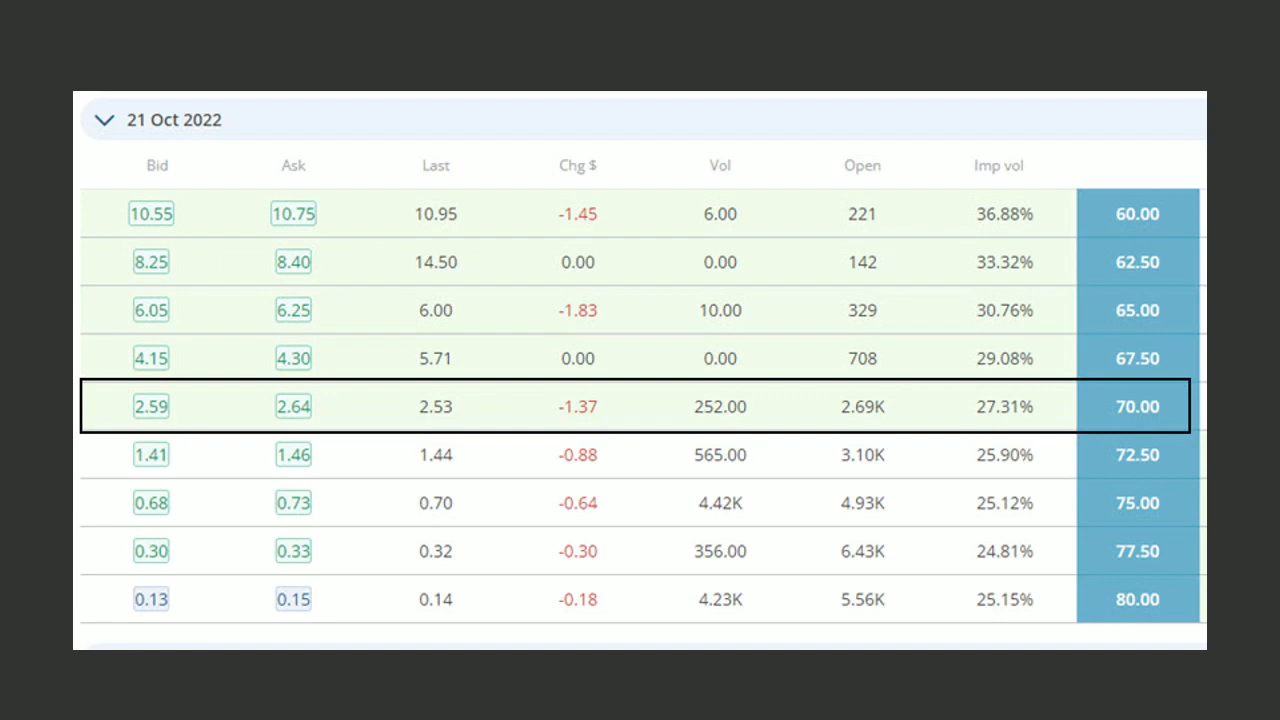 21 Oct 2022
Bid Ask Last Chg $ Vol Open Imp vol
10.55 10.75 10.95 -1.45 6.00 221 36.88% 60.00
8.25 8.40 14.50 0.00 0.00 142 33.32% 62.50
6.05 6.25 6.00 -1.83 10.00 329 30.76% 65.00
4.15 4.30 5.71 0.00 0.00 708 29.08% 67.50
2.59 2.64 2.53 -1.37 252.00 2.69K 27.31% 70.00
1.41 1.46 1.44 -0.88 565.00 3.10K 25.90% 72.50
0.68 0.73 0.70 -0.64 4.42K 4.93K 25.12% 75.00
0.30 0.33 0.32 -0.30 356.00 6.43K 24.81% 77.50
0.13 0.15 0.14 -0.18 4.23K 5.56K 25.15% 80.00